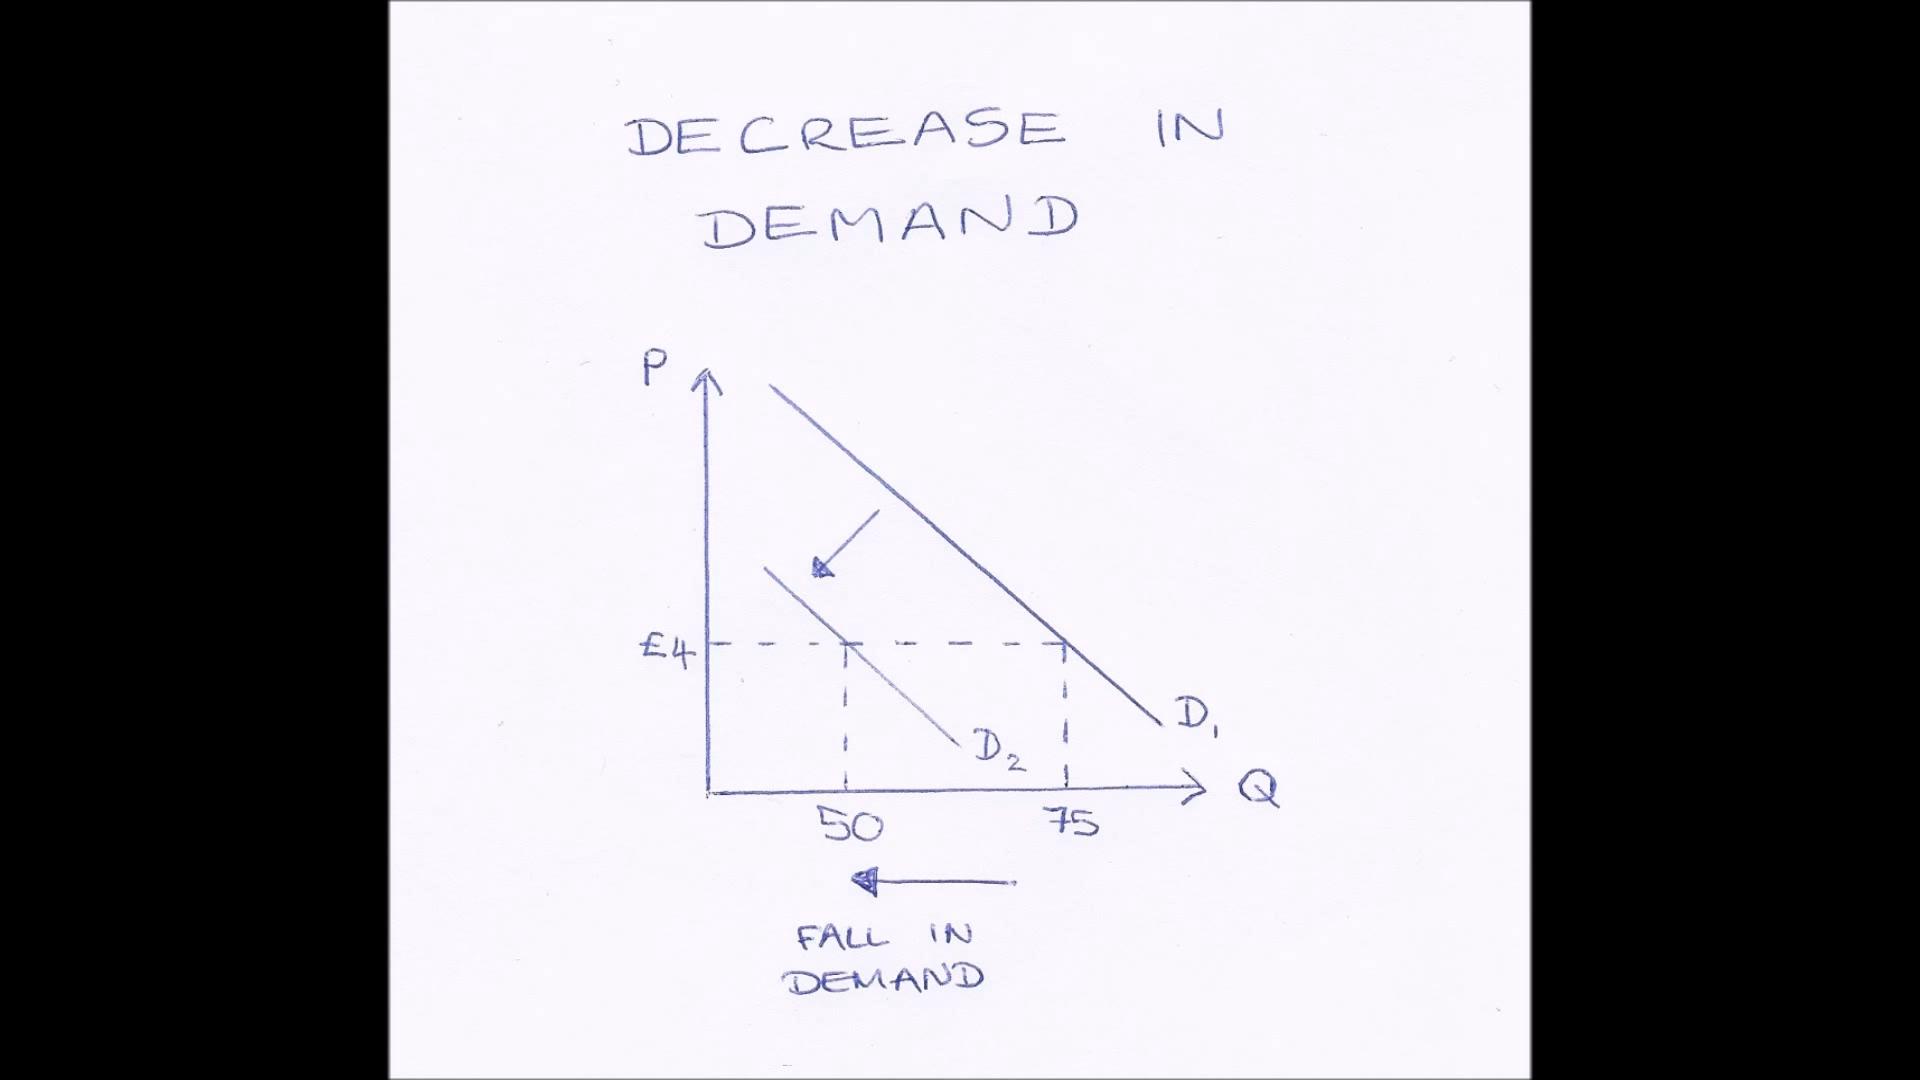 DECREASE IN
DEMAND
P
£4
D1
D2
Q
50 75
FALL IN
DEMAND